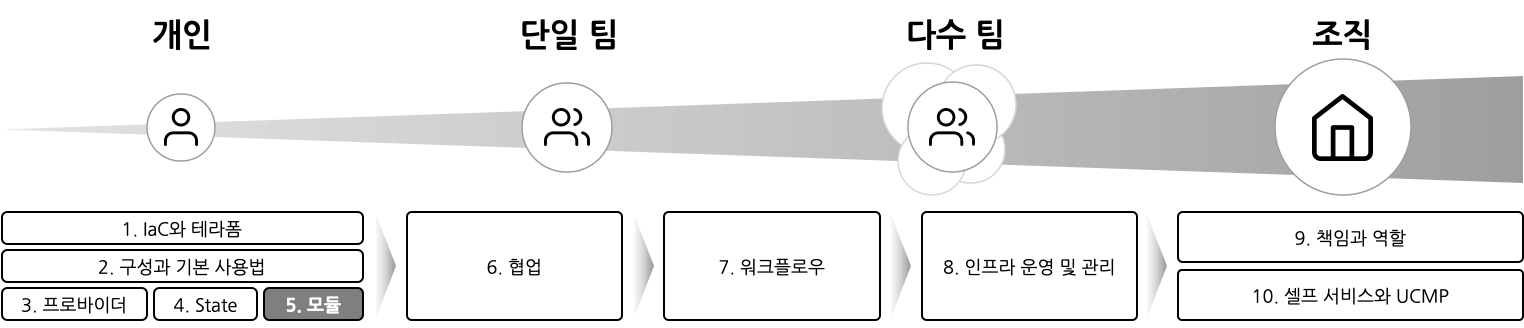 개인
단일 팀
다수 팀
조직
1. IaC와 테라폼
2. 구성과 기본 사용법
3. 프로바이더
4. State
5. 모듈
6. 협업
7. 워크플로우
8. 인프라 운영 및 관리
9. 책임과 역할
10. 셀프 서비스와 UCMP